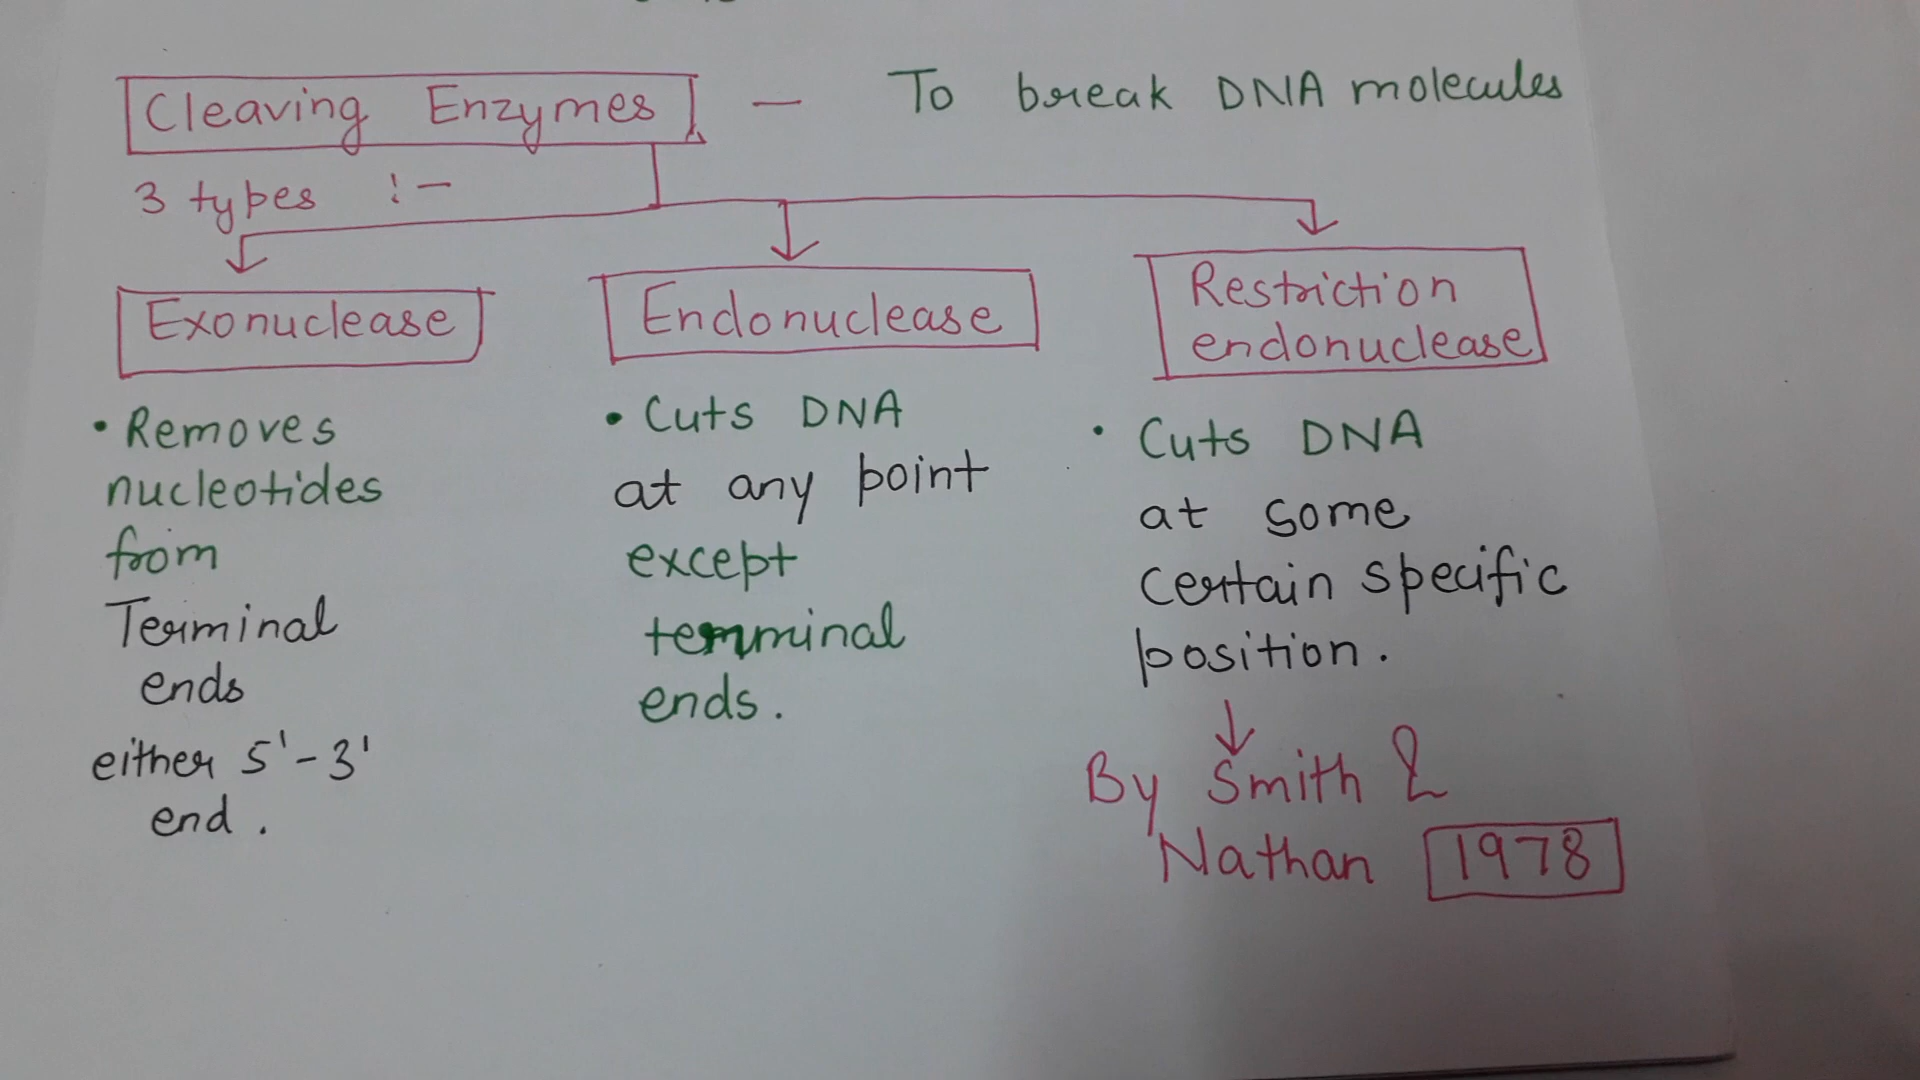 Cleaving Enzymes — To break DNA molecules
3 types :-
Exonuclease
• Removes
nucleotides
from
Terminal
ends
either 5'-3'
end.
Endonuclease
• Cuts DNA
at any point
except
terminal
ends.
Restriction
endonuclease
• Cuts DNA
at some
certain specific
position.
By Smith &
Nathan 1978